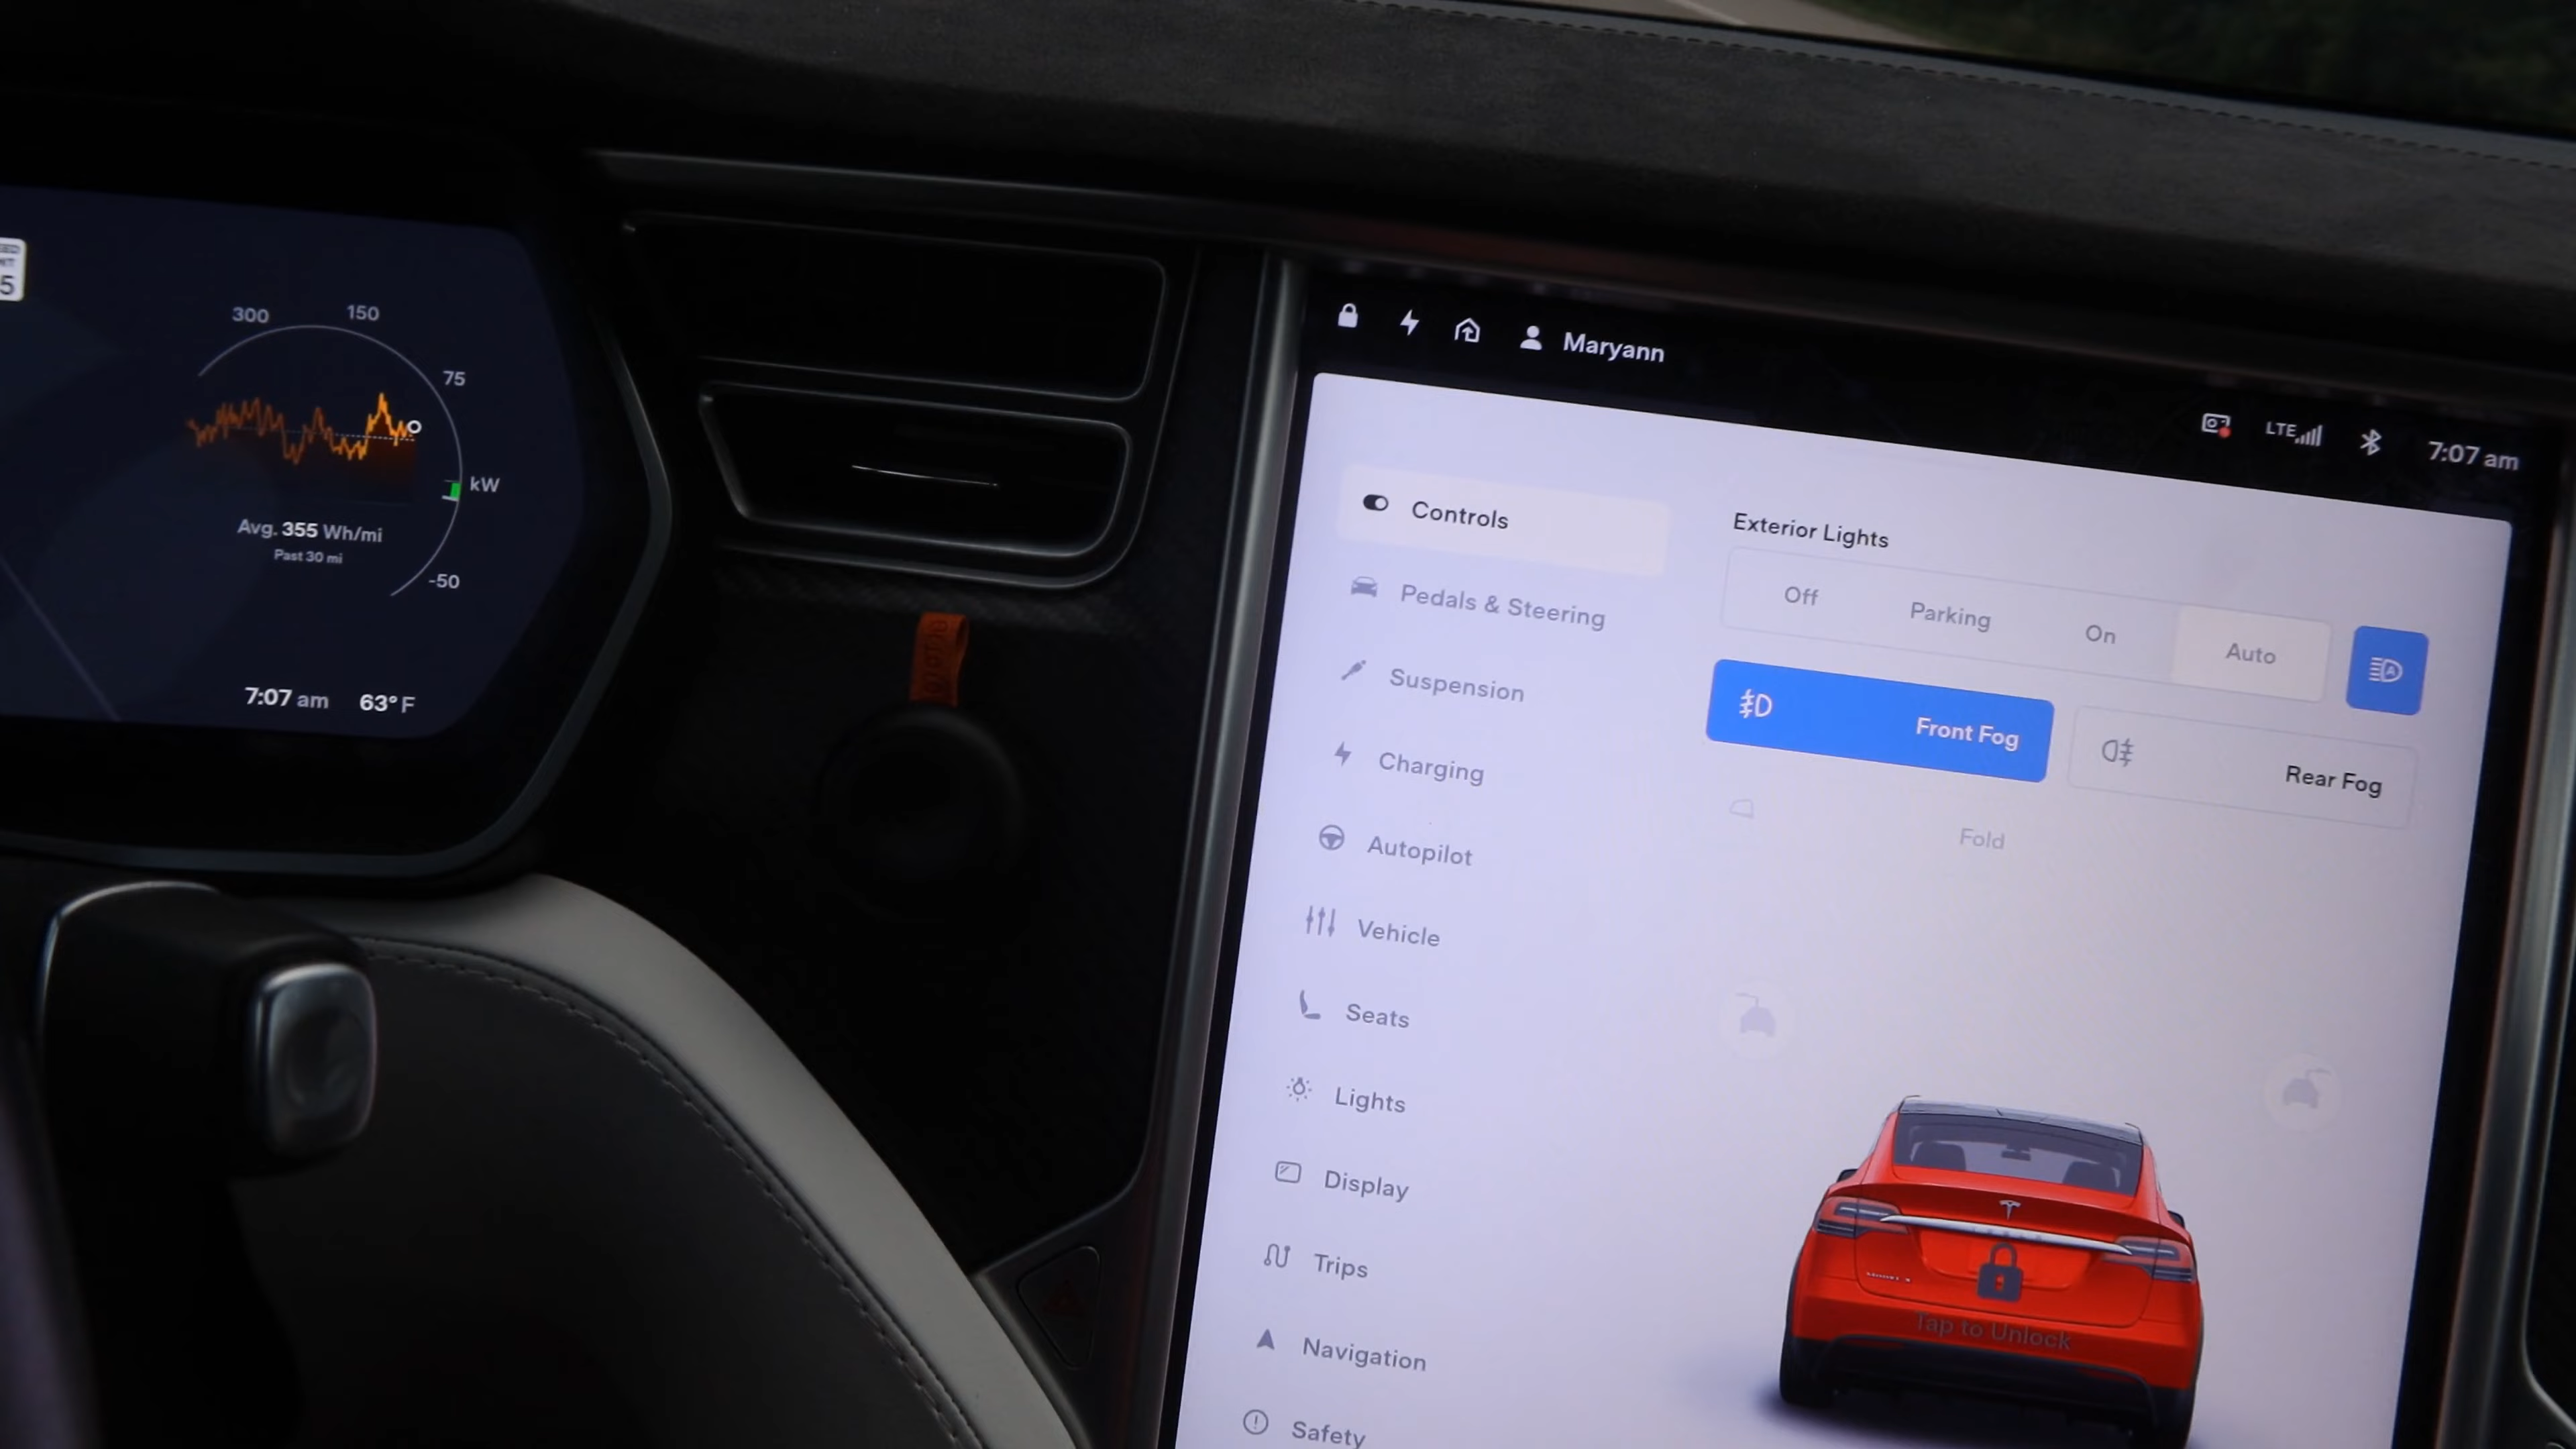 5
300
150
75
kW
-50
Avg. 355 Wh/mi
Past 30 mi
7:07 am 63° F
Maryann
LTE
7:07 am
Controls
Pedals & Steering
Suspension
Charging
Autopilot
Vehicle
Seats
Lights
Display
Trips
Navigation
Safety
Exterior Lights
Off
Parking
On
Auto
Front Fog
Rear Fog
Fold
Tap to Unlock